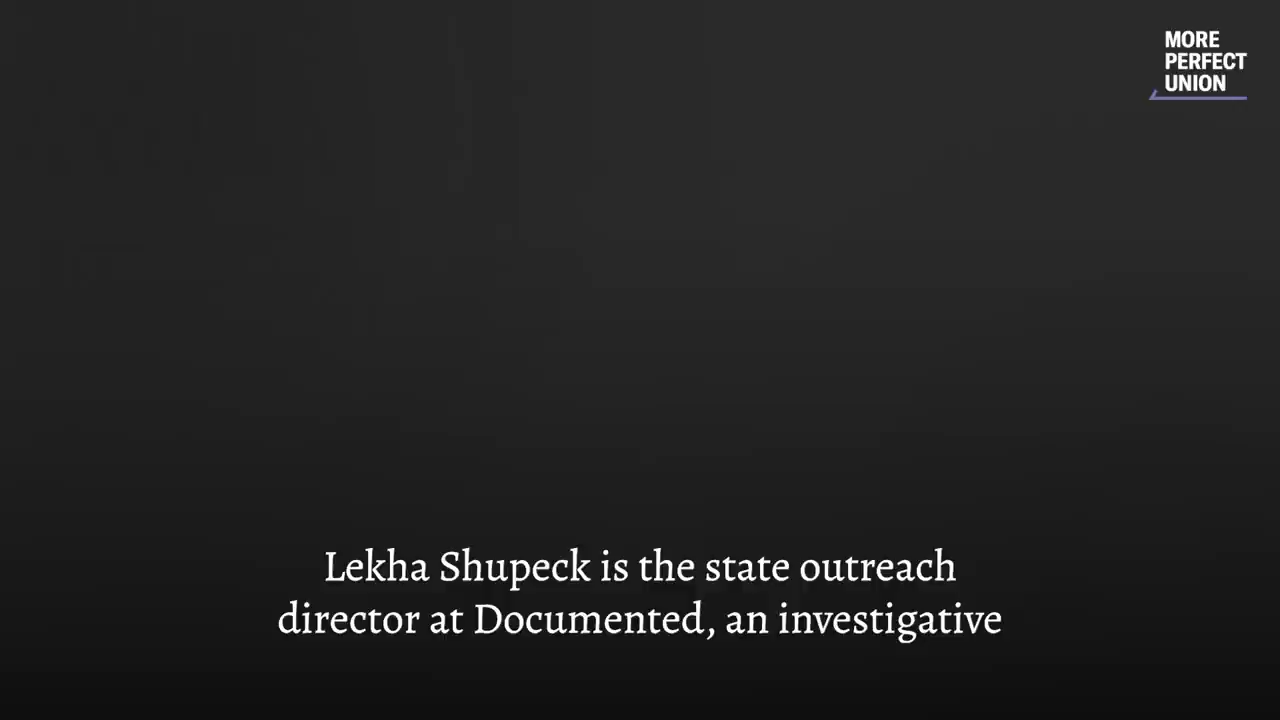 MORE
PERFECT
UNION
Lekha Shupeck is the state outreach
director at Documented, an investigative